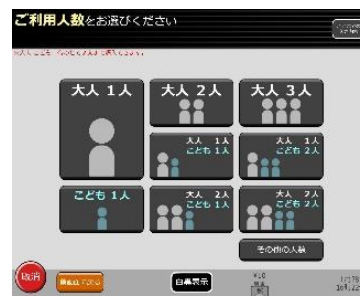 ご利用人数をお選びください
大人 1人
大人 2人
大人 3人
大人 1人
こども 1人
大人 1人
こども 2人
こども 1人
大人 2人
こども 1人
大人 2人
こども 2人
その他の人数
取消
白黒表示
¥10